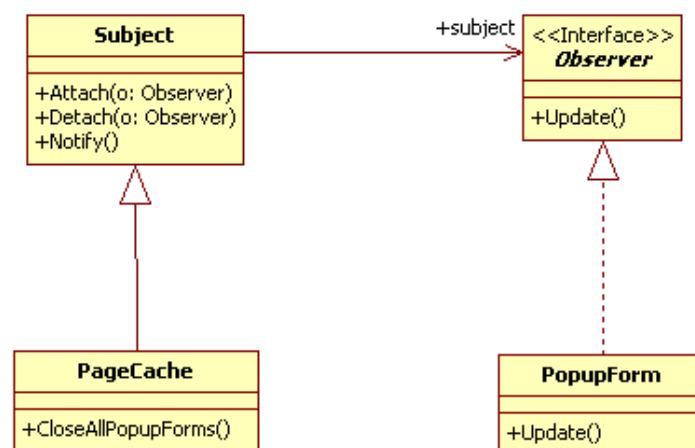 Subject
+Attach(o: Observer)
+Detach(o: Observer)
+Notify()
+subject
<<Interface>>
Observer
+Update()
PageCache
+CloseAllPopupForms()
PopupForm
+Update()